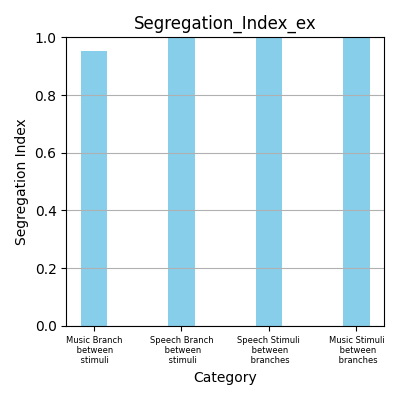 Segregation_Index_ex
1.0
0.8
0.6
0.4
0.2
0.0
Segregation Index
Music Branch
between
stimuli
Speech Branch
between
stimuli
Speech Stimuli
between
branches
Music Stimuli
between
branches
Category